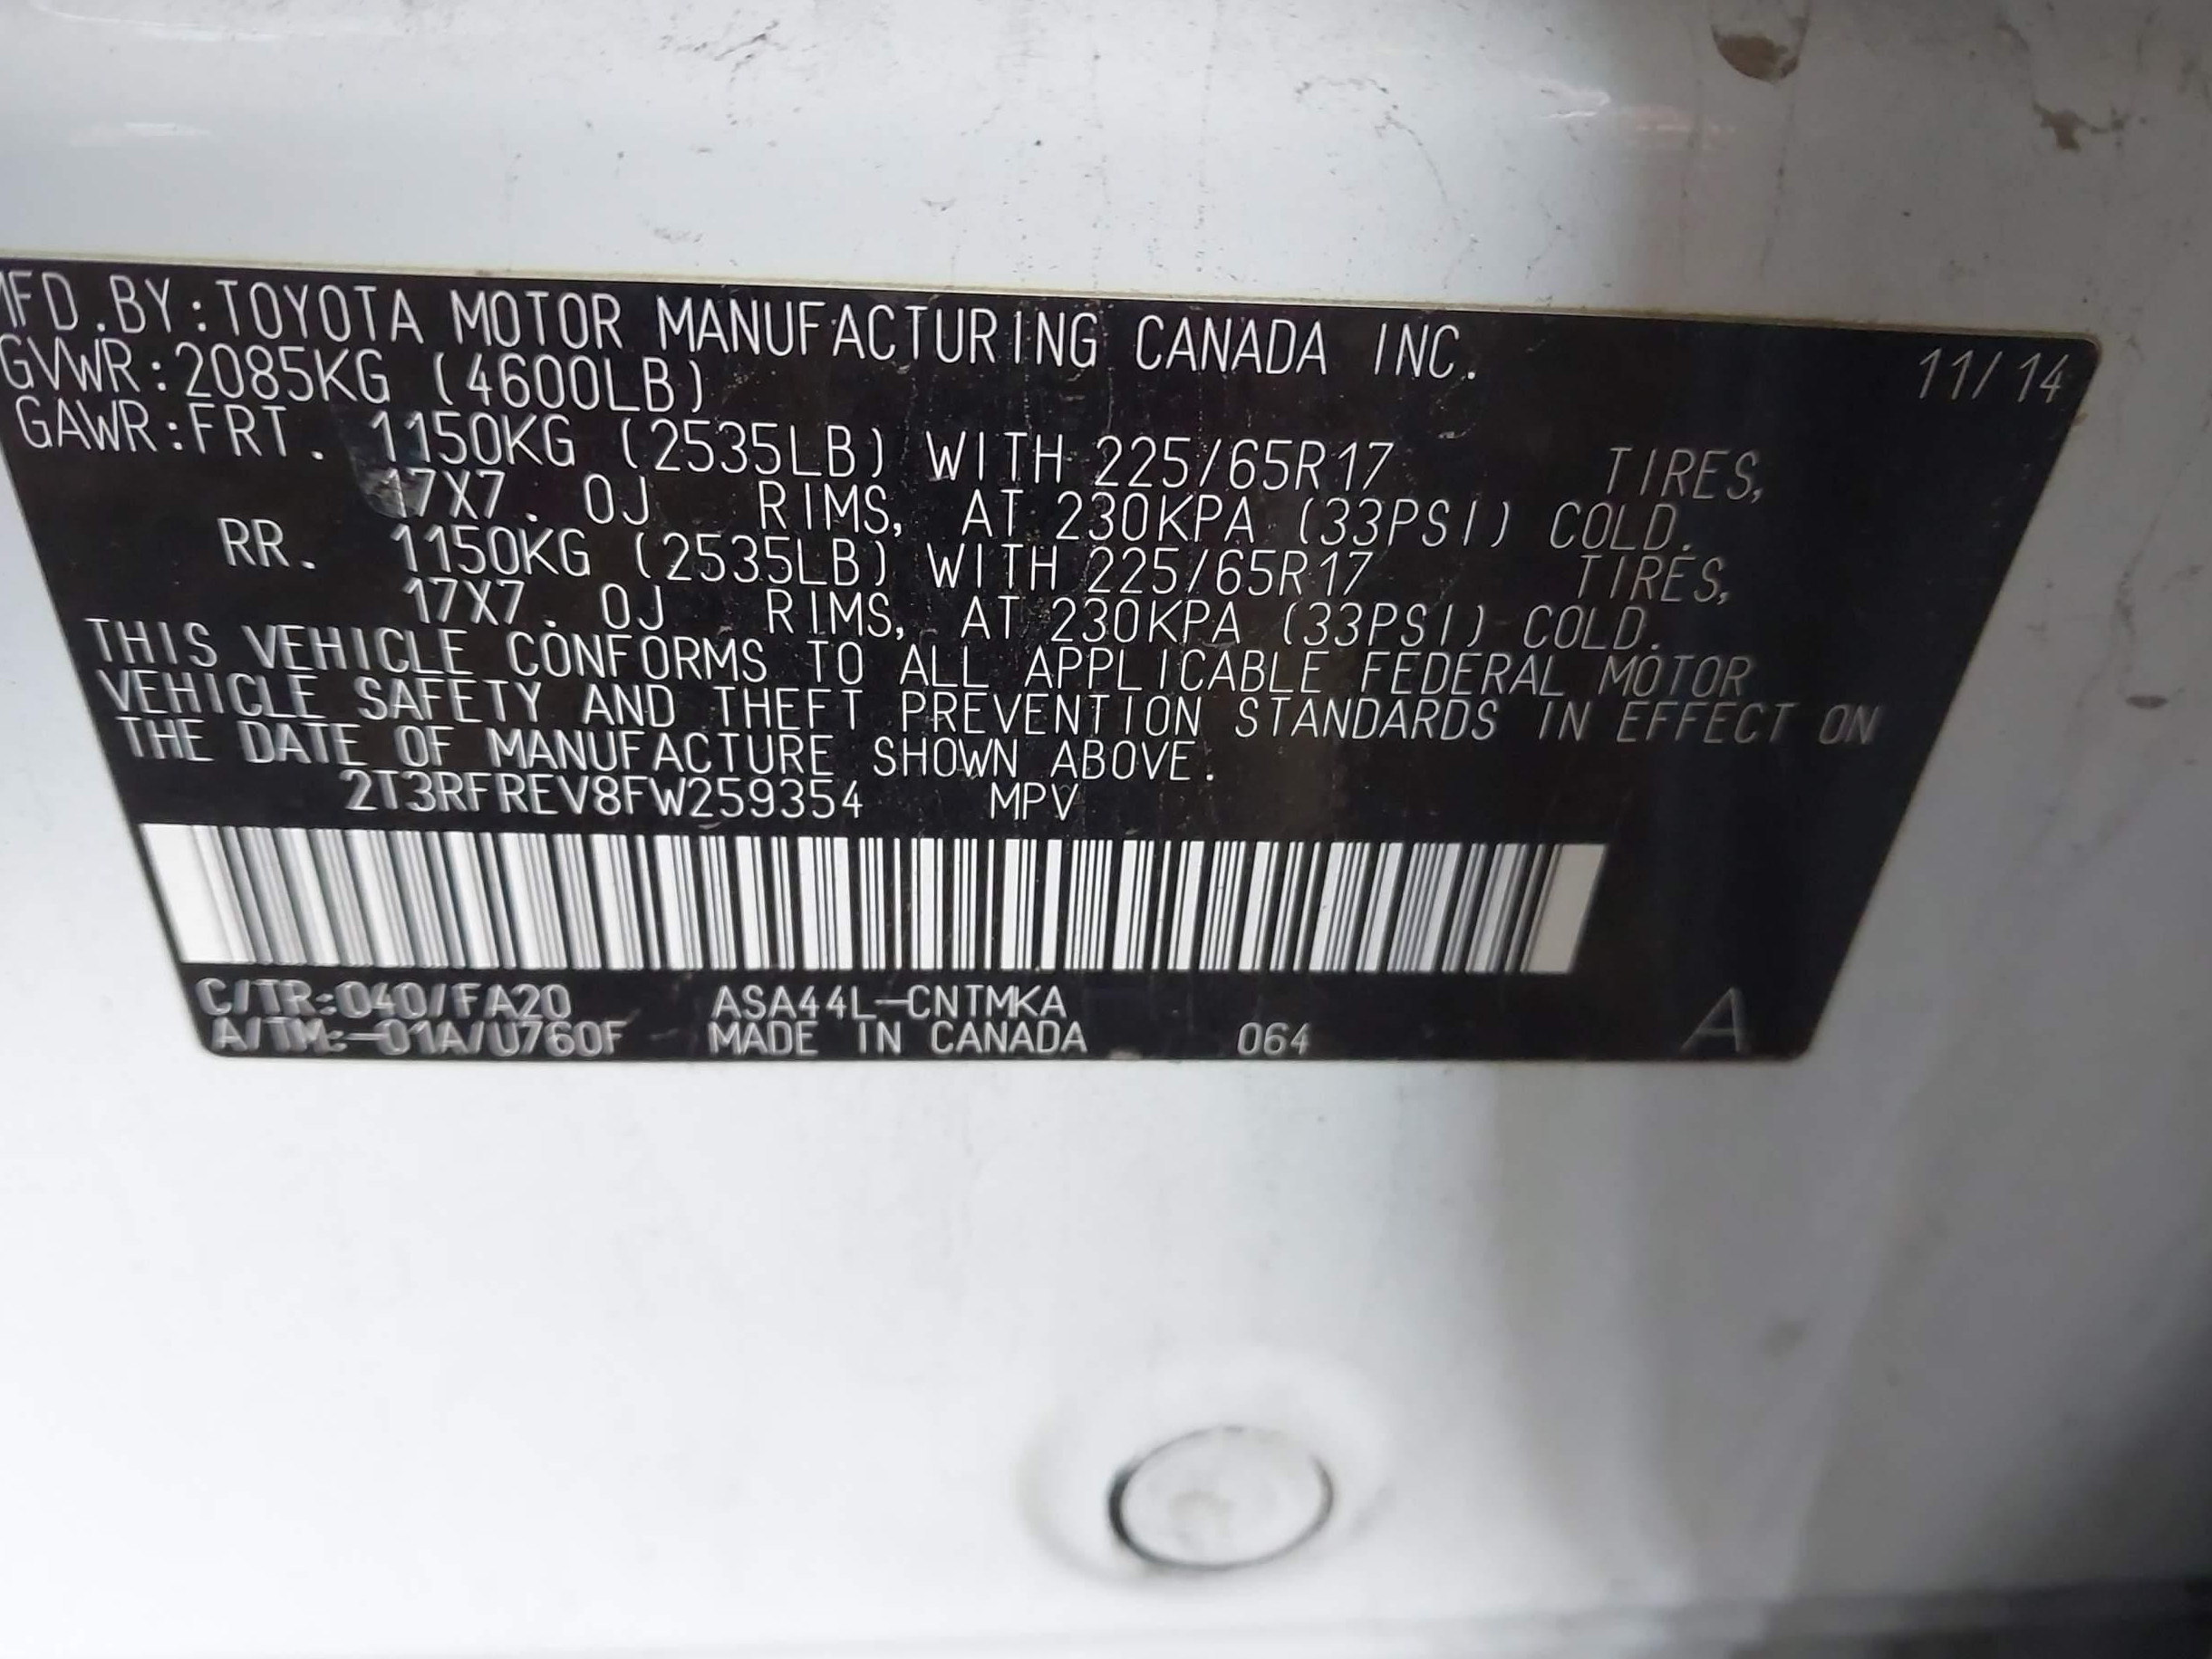 MFD.BY:TOYOTA MOTOR MANUFACTURING CANADA INC. 11/14
GVWR:2085KG (4600LB)
GAWR:FRT. 1150KG (2535LB) WITH 225/65R17 TIRES,
17X7.0J RIMS, AT 230KPA (33PSI) COLD.
RR. 1150KG (2535LB) WITH 225/65R17 TIRES,
17X7.0J RIMS, AT 230KPA (33PSI) COLD.
THIS VEHICLE CONFORMS TO ALL APPLICABLE FEDERAL MOTOR
VEHICLE SAFETY AND THEFT PREVENTION STANDARDS IN EFFECT ON
THE DATE OF MANUFACTURE SHOWN ABOVE.
2T3RFREV8FW259354 MPV
C/TR:040/FA20 ASA44L-CNTMKA
A/TM:-01A/U760F MADE IN CANADA 064 A